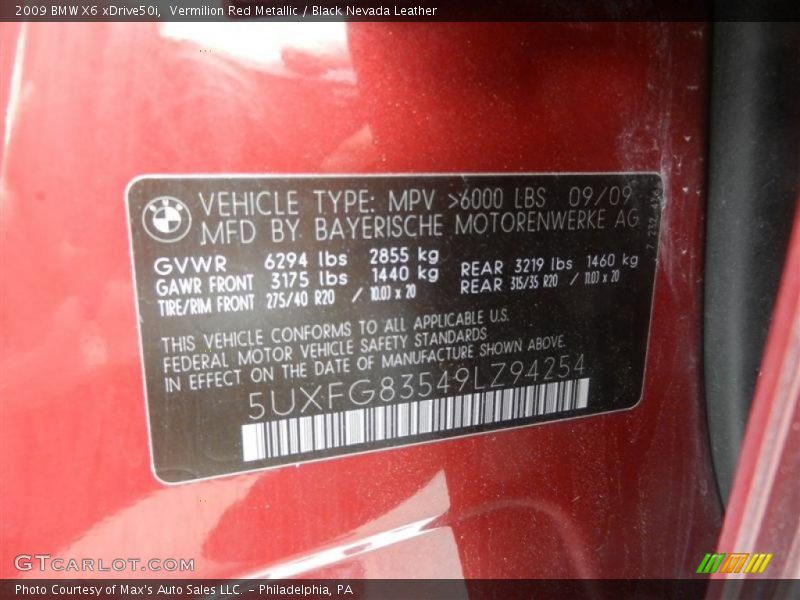 2009 BMW X6 xDrive50i, Vermilion Red Metallic / Black Nevada Leather
VEHICLE TYPE: MPV >6000 LBS 09/09
MFD BY BAYERISCHE MOTORENWERKE AG
GVWR 6294 lbs 2855 kg
GAWR FRONT 3175 lbs 1440 kg REAR 3219 lbs 1460 kg
TIRE/RIM FRONT 275/40 R20 / 10.0J x 20 REAR 315/35 R20 / 11.0J x 20
THIS VEHICLE CONFORMS TO ALL APPLICABLE U.S.
FEDERAL MOTOR VEHICLE SAFETY STANDARDS
IN EFFECT ON THE DATE OF MANUFACTURE SHOWN ABOVE.
5UXFG83549LZ94254
GTCARLOT.COM
Photo Courtesy of Max's Auto Sales LLC. – Philadelphia, PA